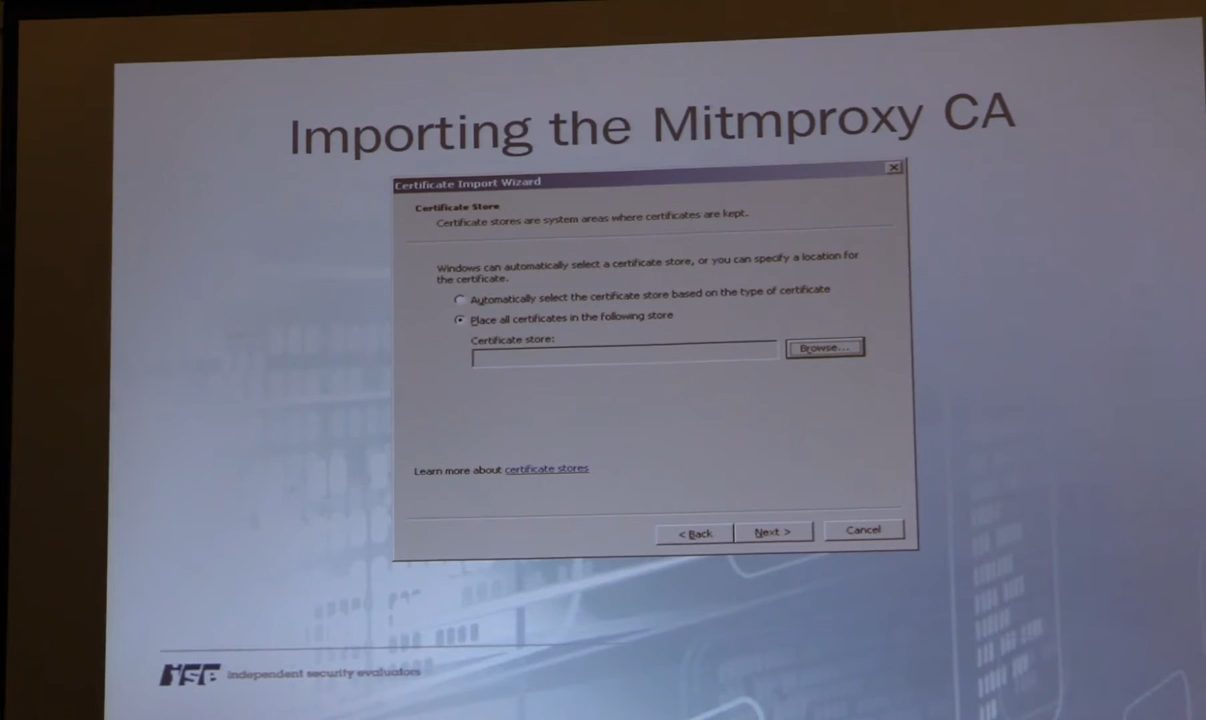 Importing the Mitmproxy CA
Certificate Import Wizard
Certificate Store
Certificate stores are system areas where certificates are kept.
Windows can automatically select a certificate store, or you can specify a location for
the certificate.
Automatically select the certificate store based on the type of certificate
Place all certificates in the following store
Certificate store:
Browse...
Learn more about certificate stores
< Back
Next >
Cancel
ise independent security evaluators